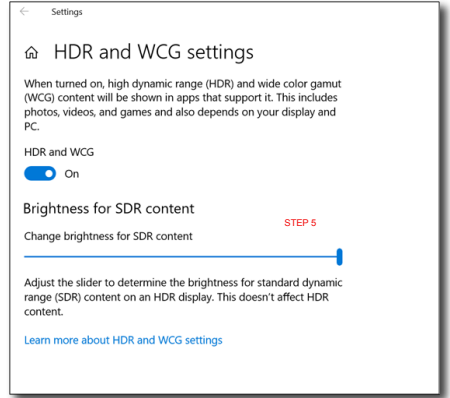 Settings
HDR and WCG settings
When turned on, high dynamic range (HDR) and wide color gamut
(WCG) content will be shown in apps that support it. This includes
photos, videos, and games and also depends on your display and
PC.
HDR and WCG
On
Brightness for SDR content
STEP 5
Change brightness for SDR content
Adjust the slider to determine the brightness for standard dynamic
range (SDR) content on an HDR display. This doesn't affect HDR
content.
Learn more about HDR and WCG settings